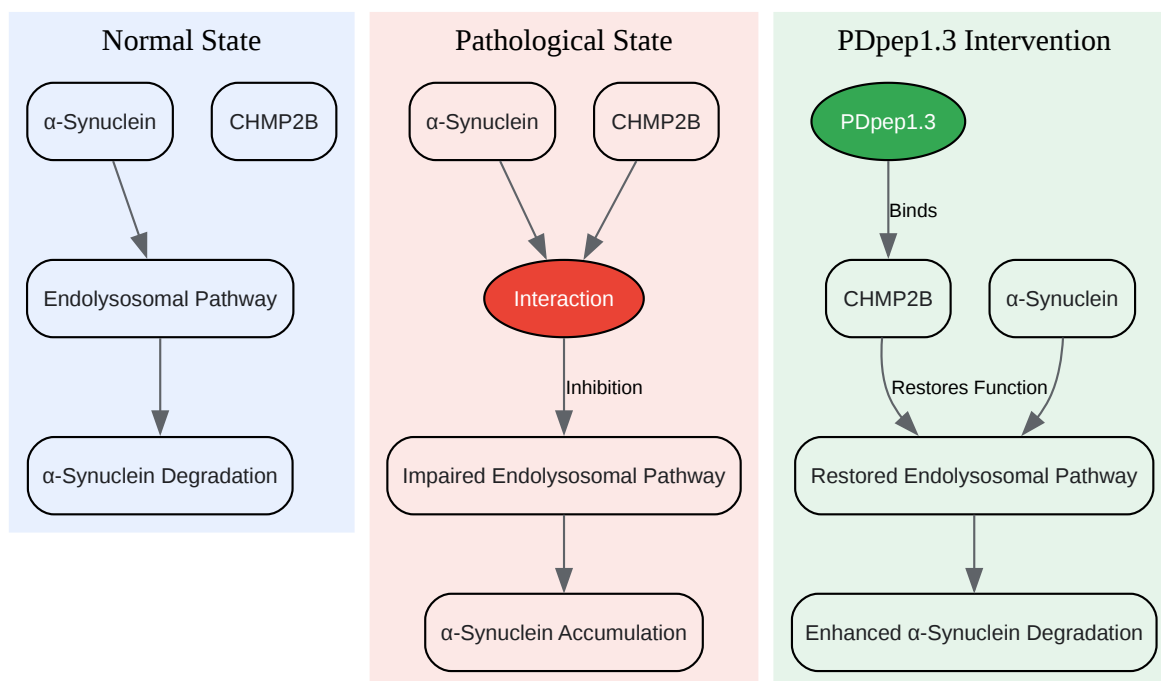 Normal State
α-Synuclein
CHMP2B
Endolysosomal Pathway
α-Synuclein Degradation
Pathological State
α-Synuclein
CHMP2B
Interaction
Inhibition
Impaired Endolysosomal Pathway
α-Synuclein Accumulation
PDpep1.3 Intervention
PDpep1.3
Binds
CHMP2B
α-Synuclein
Restores Function
Restored Endolysosomal Pathway
Enhanced α-Synuclein Degradation